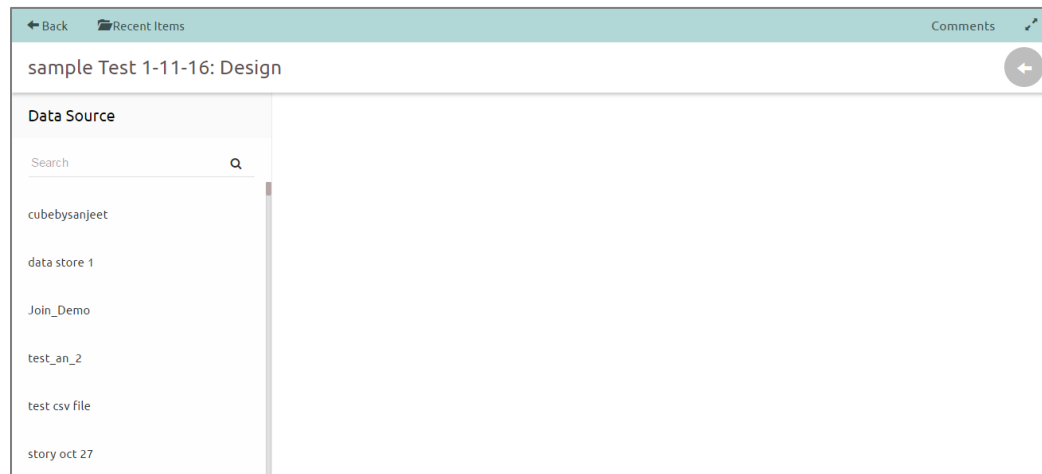 Back Recent Items Comments
sample Test 1-11-16: Design
Data Source
Search
cubebysanjeet
data store 1
Join_Demo
test_an_2
test csv file
story oct 27